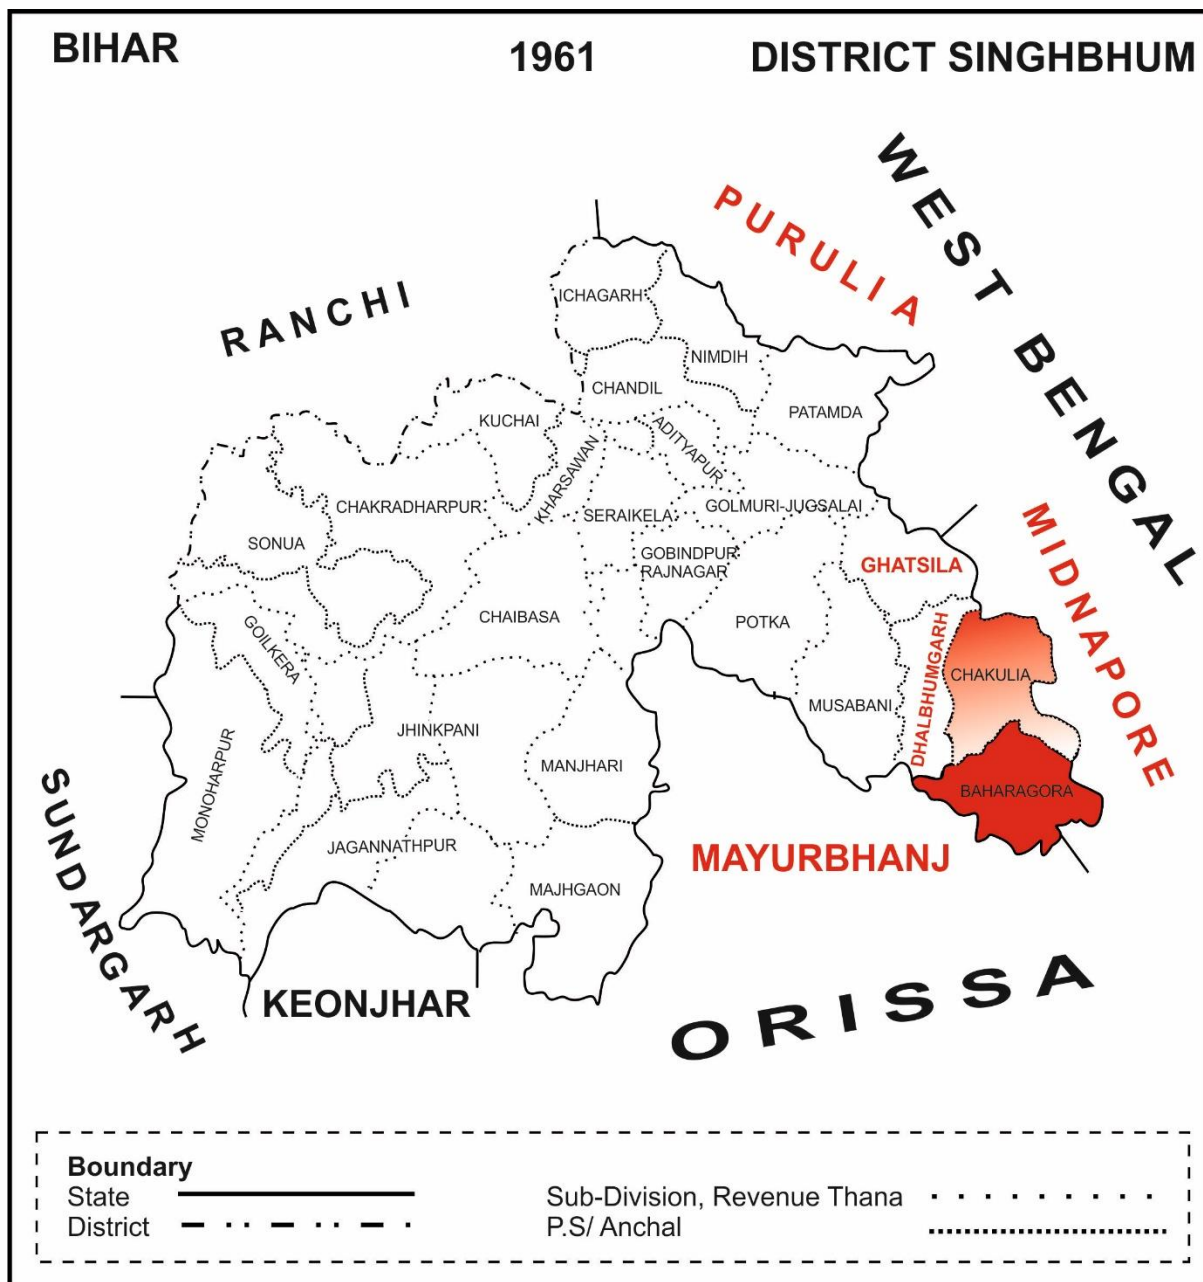 BIHAR
1961
DISTRICT SINGHBHUM
WEST BENGAL
PURULIA
RANCHI
ICHAGARH
NIMDIH
CHANDIL
PATAMDA
KUCHAI
ADITYAPUR
KHARSAWAN
CHAKRADHARPUR
SERAIKELA
GOLMURI-JUGSALAI
MIDNAPORE
SONUA
GOBINDPUR
RAJNAGAR
GHATSILA
CHAIBASA
POTKA
GOILKERA
DHALBHUMGARH
CHAKULIA
MUSABANI
JHINKPANI
MANJHARI
MONOHARPUR
BAHARAGORA
SUNDARGARH
JAGANNATHPUR
MAYURBHANJ
MAJHGAON
KEONJHAR
ORISSA
Boundary
State
District
Sub-Division, Revenue Thana
P.S/ Anchal